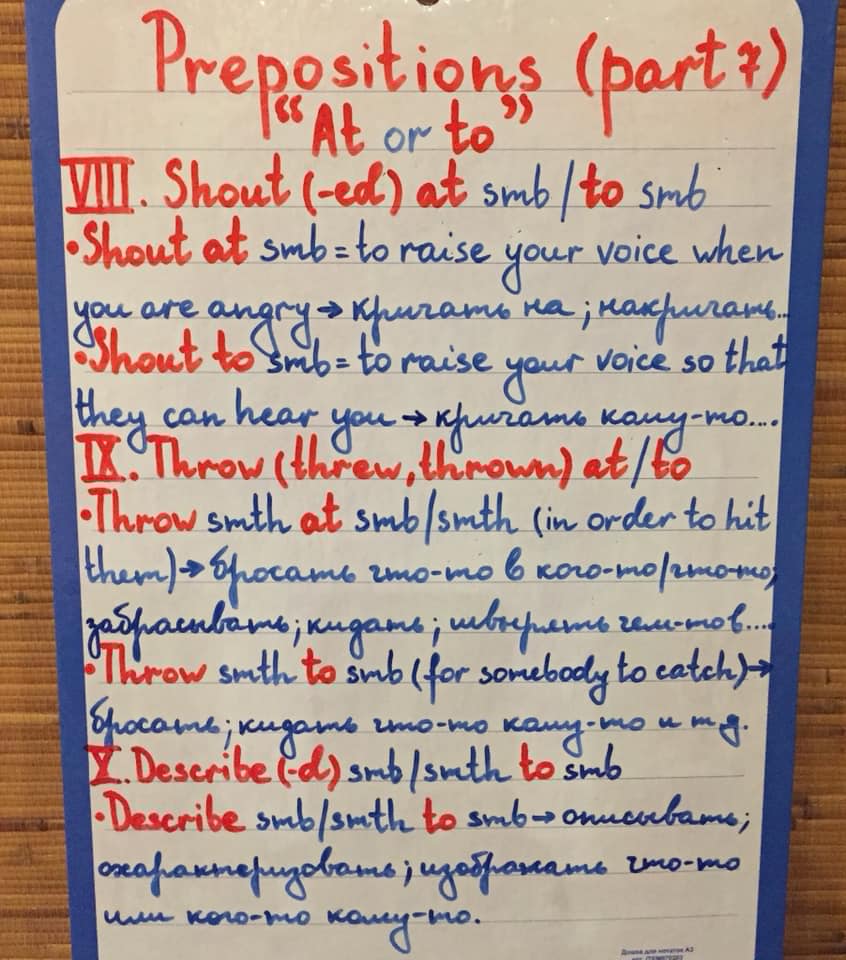 Prepositions (part 7)
“At or to”
VIII. Shout (-ed) at smb/to smb
•Shout at smb = to raise your voice when
you are angry → кричать на; накричать...
•Shout to smb = to raise your voice so that
they can hear you → кричать кому-то....
IX. Throw (threw, thrown) at/to
•Throw smth at smb/smth (in order to hit
them) → бросать что-то в кого-то/что-то;
забрасывать; кидать; швырять чем-то в....
•Throw smth to smb (for somebody to catch) →
бросать; кидать что-то кому-то и т д.
X. Describe (-d) smb/smth to smb
•Describe smb/smth to smb → описывать;
охарактеризовать; изображать что-то
или кого-то кому-то.
Доска для заметок А3